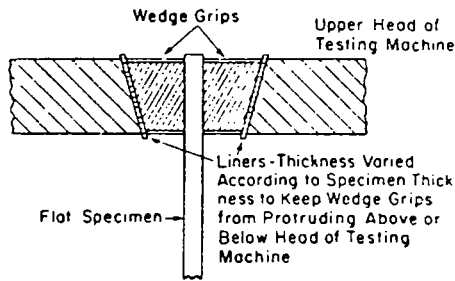 Wedge Grips
Upper Head of
Testing Machine
Liners-Thickness Varied
According to Specimen Thick
ness to Keep Wedge Grips
from Protruding Above or
Below Head of Testing
Machine
Flat Specimen